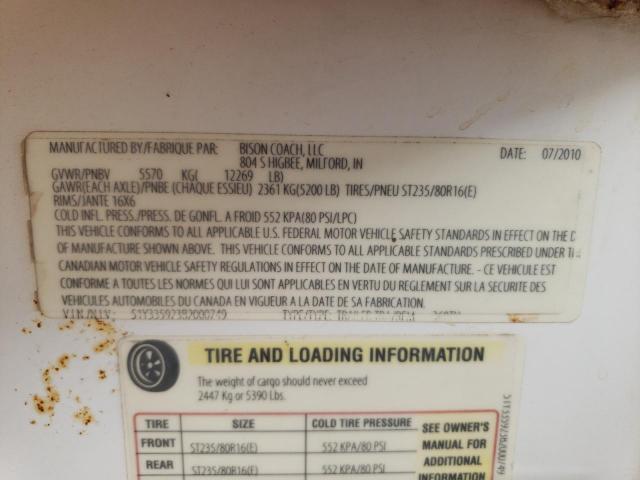 MANUFACTURED BY/FABRIQUE PAR: BISON COACH, LLC DATE: 07/2010
804 S HIGBEE, MILFORD, IN
GVWR/PNBV 5570 KG( 12269 LB)
GAWR(EACH AXLE)/PNBE (CHAQUE ESSIEU) 2361 KG(5200 LB) TIRES/PNEU ST235/80R16(E)
RIMS/JANTE 16X6
COLD INFL. PRESS./PRESS. DE GONFL. A FROID 552 KPA(80 PSI/LPC)
THIS VEHICLE CONFORMS TO ALL APPLICABLE U.S. FEDERAL MOTOR VEHICLE SAFETY STANDARDS IN EFFECT ON THE
OF MANUFACTURE SHOWN ABOVE. THIS VEHICLE CONFORMS TO ALL APPLICABLE STANDARDS PRESCRIBED UNDER
CANADIAN MOTOR VEHICLE SAFETY REGULATIONS IN EFFECT ON THE DATE OF MANUFACTURE. - CE VEHICULE EST
CONFORME A TOUTES LES NORMES QUI LUI SONT APPLICABLES EN VERTU DU REGLEMENT SUR LA SECURITE DES
VEHICULES AUTOMOBILES DU CANADA EN VIGUEUR A LA DATE DE SA FABRICATION.
V.I.N./N.I.V.: TYPE/TYPE:
TIRE AND LOADING INFORMATION
The weight of cargo should never exceed
2447 Kg or 5390 Lbs.
TIRE SIZE COLD TIRE PRESSURE
FRONT ST235/80R16(E) 552 KPA/80 PSI
REAR ST235/80R16(E) 552 KPA/80 PSI
SEE OWNER'S
MANUAL FOR
ADDITIONAL
INFORMATION